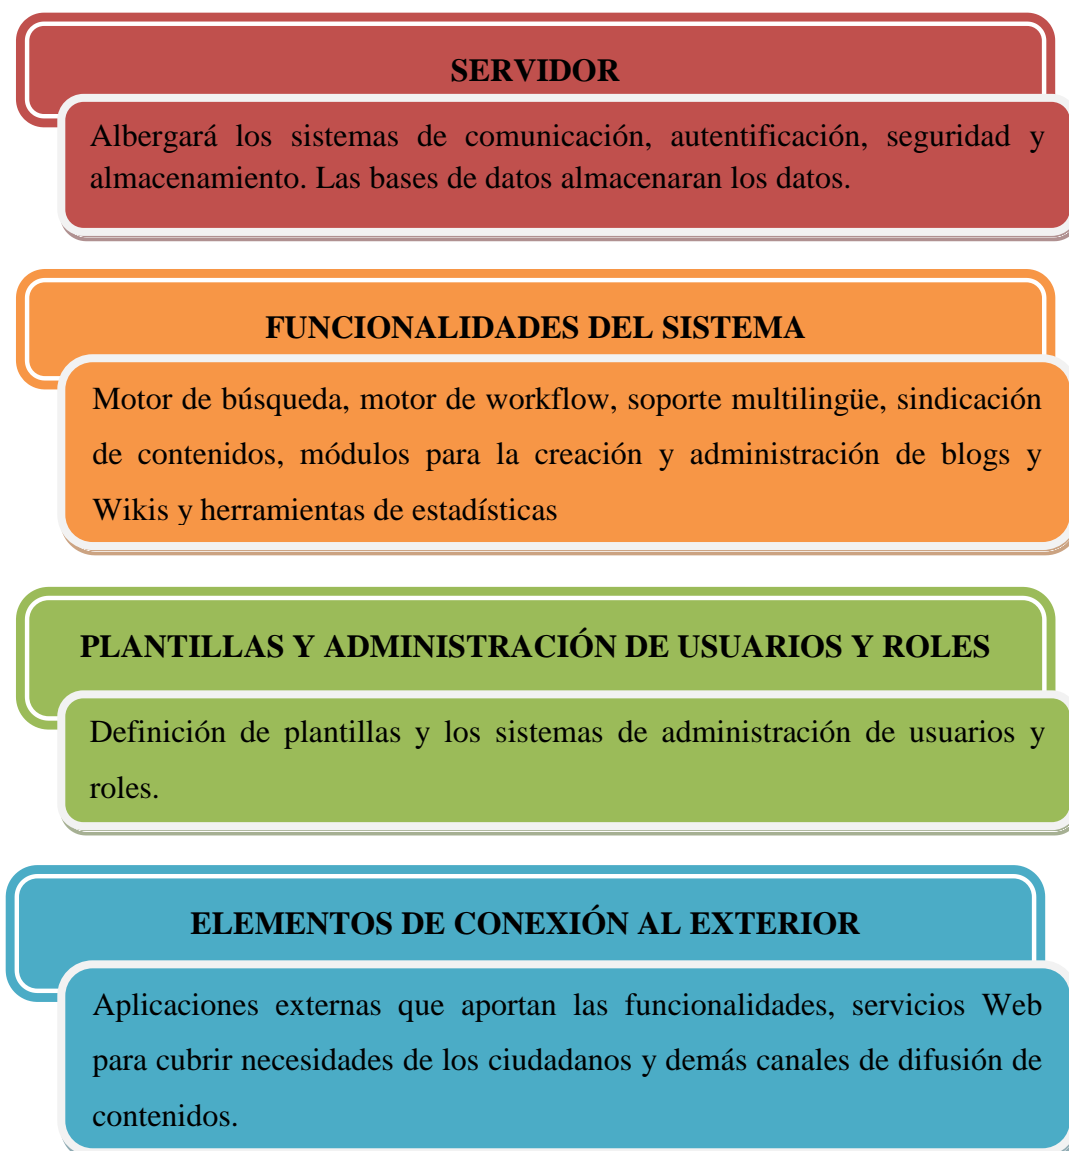 SERVIDOR
Albergará los sistemas de comunicación, autentificación, seguridad y
almacenamiento. Las bases de datos almacenaran los datos.
FUNCIONALIDADES DEL SISTEMA
Motor de búsqueda, motor de workflow, soporte multilingüe, sindicación
de contenidos, módulos para la creación y administración de blogs y
Wikis y herramientas de estadísticas
PLANTILLAS Y ADMINISTRACIÓN DE USUARIOS Y ROLES
Definición de plantillas y los sistemas de administración de usuarios y
roles.
ELEMENTOS DE CONEXIÓN AL EXTERIOR
Aplicaciones externas que aportan las funcionalidades, servicios Web
para cubrir necesidades de los ciudadanos y demás canales de difusión de
contenidos.